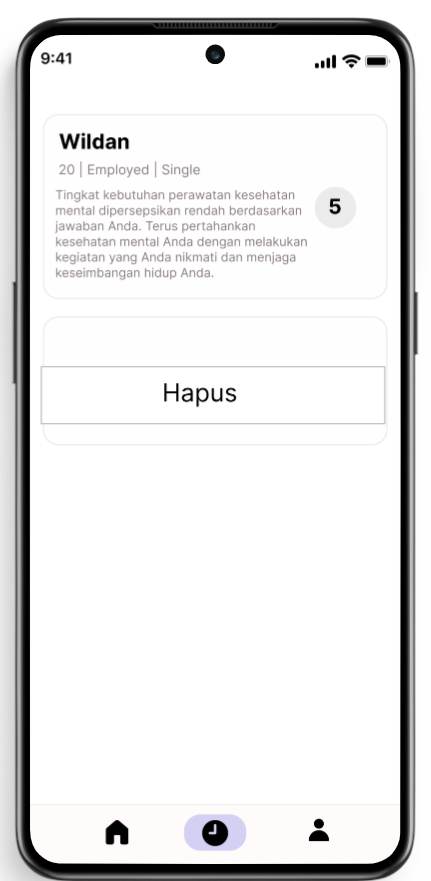 9:41
Wildan
20 | Employed | Single
Tingkat kebutuhan perawatan kesehatan
mental dipersepsikan rendah berdasarkan
jawaban Anda. Terus pertahankan
kesehatan mental Anda dengan melakukan
kegiatan yang Anda nikmati dan menjaga
keseimbangan hidup Anda.
5
Hapus